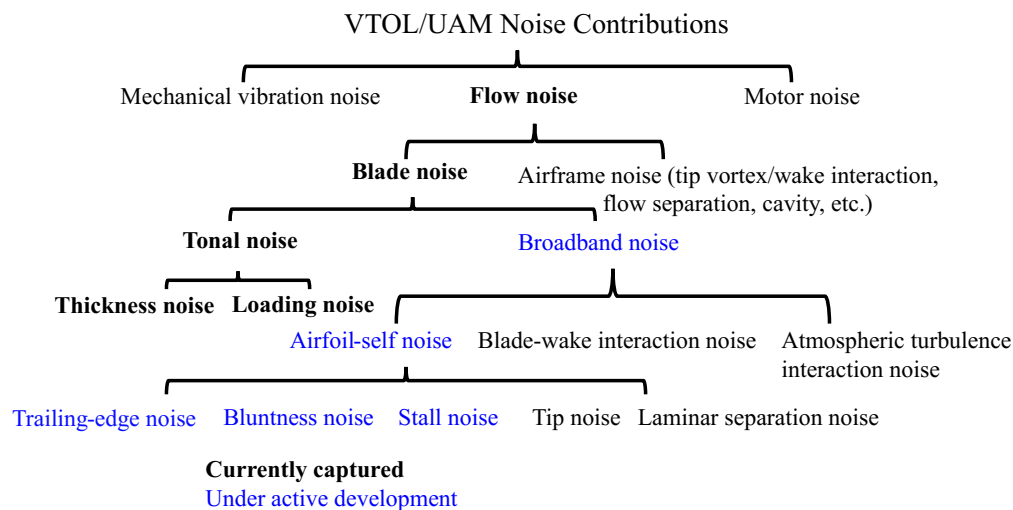 VTOL/UAM Noise Contributions
Mechanical vibration noise
Flow noise
Motor noise
Blade noise
Airframe noise (tip vortex/wake interaction,
flow separation, cavity, etc.)
Tonal noise
Broadband noise
Thickness noise
Loading noise
Airfoil-self noise
Blade-wake interaction noise
Atmospheric turbulence
interaction noise
Trailing-edge noise
Bluntness noise
Stall noise
Tip noise
Laminar separation noise
Currently captured
Under active development